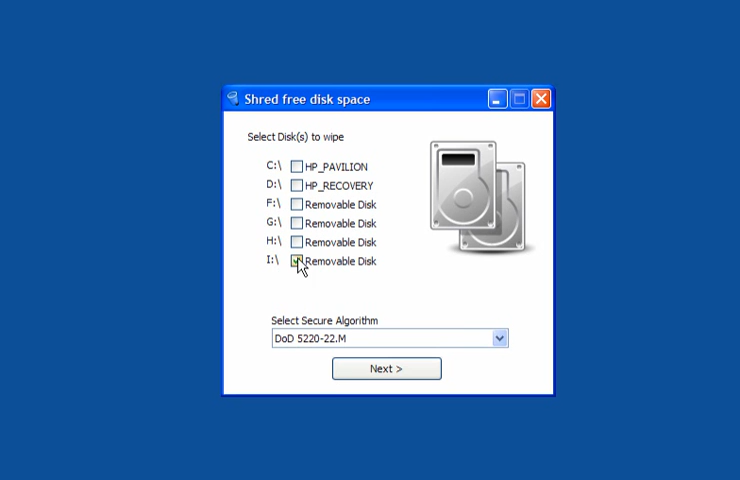 Shred free disk space
Select Disk(s) to wipe
C:\ HP_PAVILION
D:\ HP_RECOVERY
F:\ Removable Disk
G:\ Removable Disk
H:\ Removable Disk
I:\ Removable Disk
Select Secure Algorithm
DoD 5220-22.M
Next >